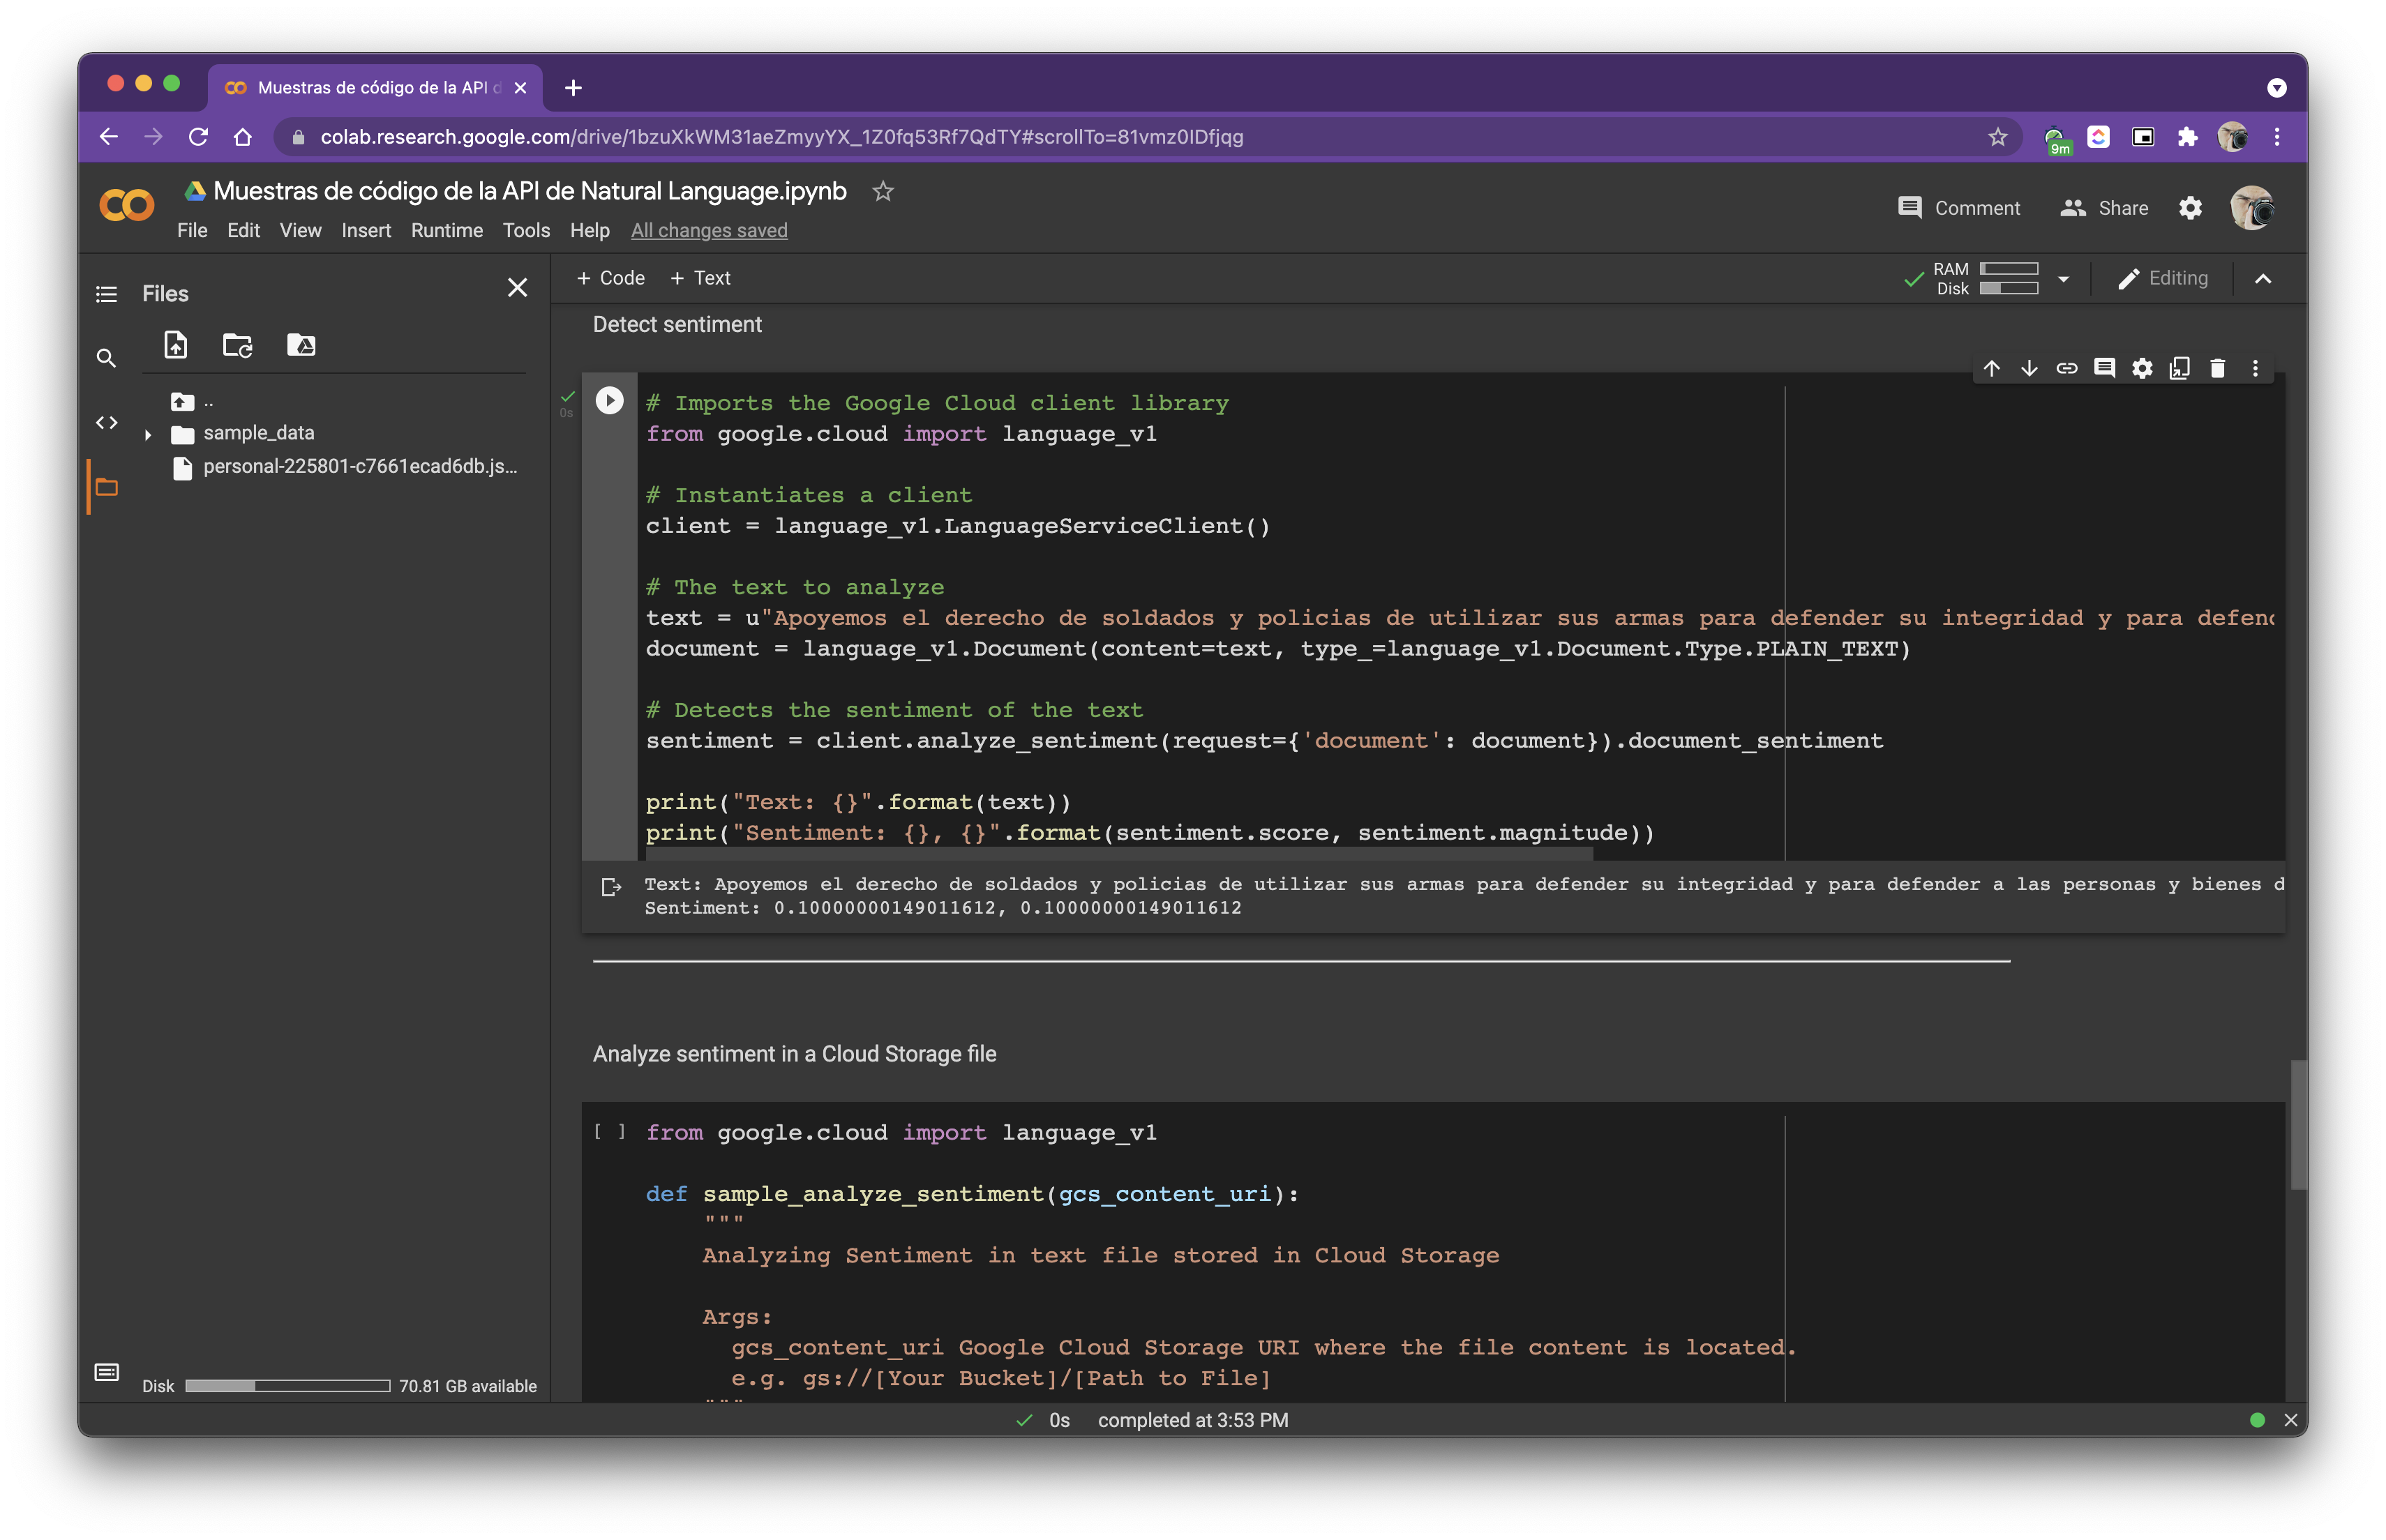 Muestras de código de la API d
colab.research.google.com/drive/1bzuXkWM31aeZmyyYX_1Z0fq53Rf7QdTY#scrollTo=81vmz0IDfjqg
9m
Muestras de código de la API de Natural Language.ipynb
Comment
Share
File Edit View Insert Runtime Tools Help All changes saved
Files
+ Code + Text
RAM
Disk
Editing
..
sample_data
personal-225801-c7661ecad6db.js...
Detect sentiment
0s
# Imports the Google Cloud client library
from google.cloud import language_v1
# Instantiates a client
client = language_v1.LanguageServiceClient()
# The text to analyze
text = u"Apoyemos el derecho de soldados y policias de utilizar sus armas para defender su integridad y para defend
document = language_v1.Document(content=text, type_=language_v1.Document.Type.PLAIN_TEXT)
# Detects the sentiment of the text
sentiment = client.analyze_sentiment(request={'document': document}).document_sentiment
print("Text: {}".format(text))
print("Sentiment: {}, {}".format(sentiment.score, sentiment.magnitude))
Text: Apoyemos el derecho de soldados y policias de utilizar sus armas para defender su integridad y para defender a las personas y bienes d
Sentiment: 0.10000000149011612, 0.10000000149011612
Analyze sentiment in a Cloud Storage file
[ ] from google.cloud import language_v1
def sample_analyze_sentiment(gcs_content_uri):
"""
Analyzing Sentiment in text file stored in Cloud Storage
Args:
gcs_content_uri Google Cloud Storage URI where the file content is located.
e.g. gs://[Your Bucket]/[Path to File]
"""
Disk 70.81 GB available
0s completed at 3:53 PM